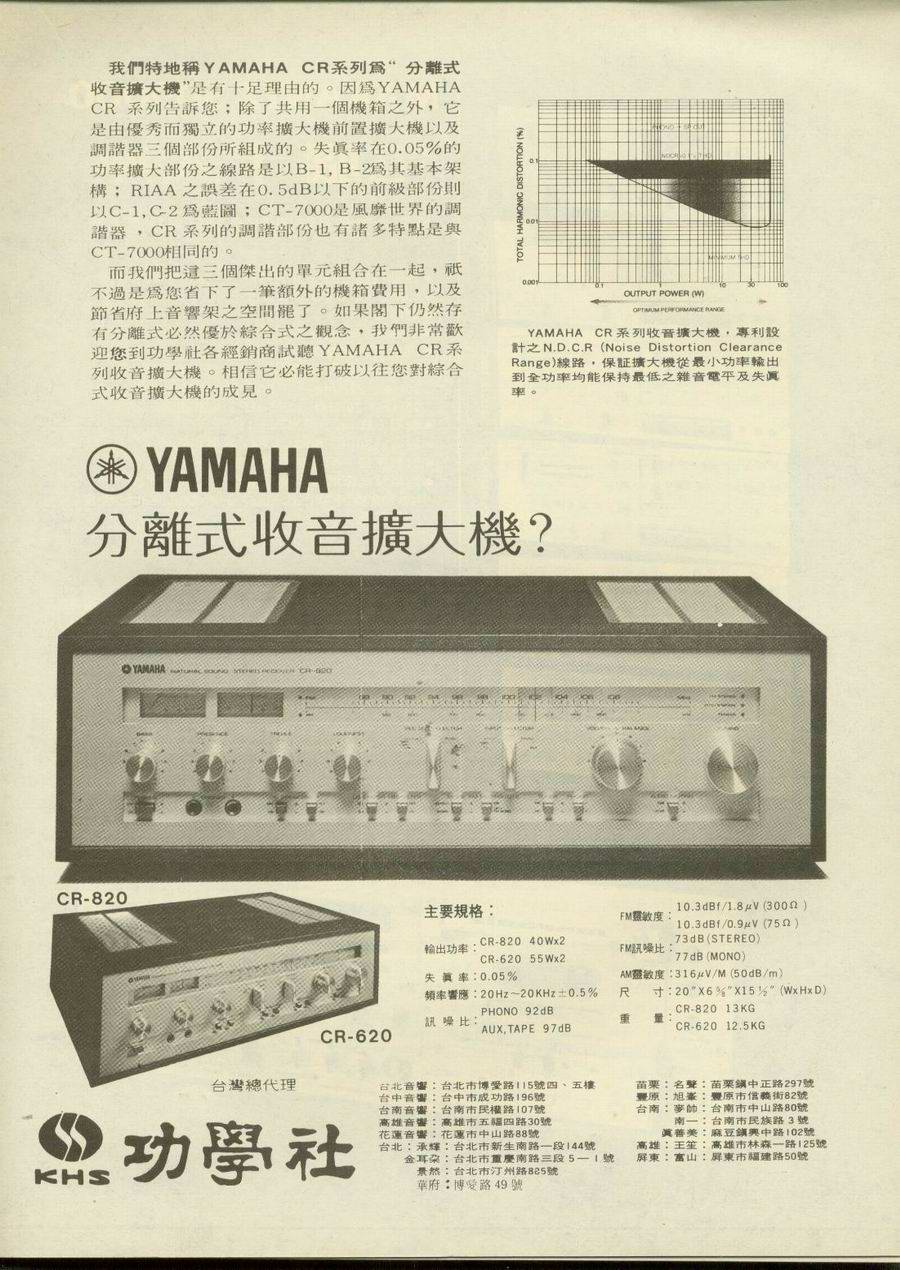 我們特地稱YAMAHA CR系列爲“分離式
收音擴大機”是有十足理由的。因爲YAMAHA
CR 系列告訴您；除了共用一個機箱之外，它
是由優秀而獨立的功率擴大機前置擴大機以及
調諧器三個部份所組成的。失眞率在0.05%的
功率擴大部份之線路是以B-1, B-2爲其基本架
構；RIAA之誤差在0.5dB以下的前級部份則
以C-1, C-2 爲藍圖；CT-7000是風靡世界的調
諧器，CR 系列的調諧部份也有諸多特點是與
CT-7000相同的。
而我們把這三個傑出的單元組合在一起，祇
不過是爲您省下了一筆額外的機箱費用，以及
節省府上音響架之空間罷了。如果閣下仍然存
有分離式必然優於綜合式之觀念，我們非常歡
迎您到功學社各經銷商試聽YAMAHA CR系
列收音擴大機。相信它必能打破以往您對綜合
式收音擴大機的成見。
TOTAL HARMONIC DISTORTION (%)
0.1
0.01
0.001
0.1
1
10
30
100
OUTPUT POWER (W)
OPTIMUM PERFORMANCE RANGE
YAMAHA CR系列收音擴大機，專利設
計之N.D.C.R (Noise Distortion Clearance
Range)線路，保証擴大機從最小功率輸出
到全功率均能保持最低之雜音電平及失眞
率。
YAMAHA
分離式收音擴大機?
YAMAHA NATURAL SOUND STEREO RECEIVER CR-820
BASS PRESENCE TREBLE LOUDNESS
CR-820
CR-620
主要規格：
輸出功率：CR-820 40Wx2
CR-620 55Wx2
失眞率：0.05%
頻率響應：20Hz～20KHz±0.5%
訊噪比：PHONO 92dB
AUX,TAPE 97dB
FM靈敏度：10.3dBf/1.8μV (300Ω)
10.3dBf/0.9μV (75Ω)
FM訊噪比：73dB (STEREO)
77dB (MONO)
AM靈敏度：316μV/M (50dB/m)
尺 寸：20″X6⅝″X15½″ (WxHxD)
重 量：CR-820 13KG
CR-620 12.5KG
台灣總代理
KHS 功學社
台北音響：台北市博愛路115號四、五樓
台中音響：台中市成功路196號
台南音響：台南市民權路107號
高雄音響：高雄市五福四路30號
花蓮音響：花蓮市中山路88號
台北：承輝：台北市新生南路一段144號
金耳朶：台北市重慶南路三段5－1號
景然：台北市汀州路825號
華府：博愛路49號
苗栗：名聲：苗栗鎭中正路297號
豐原：旭峯：豐原市信義街82號
台南：麥帥：台南市中山路80號
南一：台南市民族路3號
眞善美：麻豆鎭興中路102號
高雄：王笙：高雄市林森一路125號
屏東：富山：屏東市福建路50號